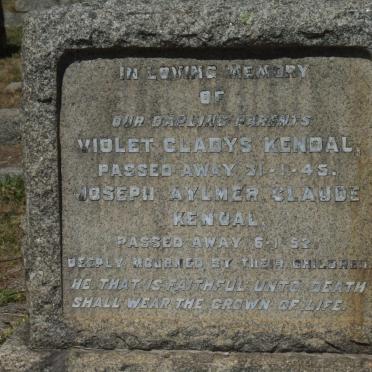 IN LOVING MEMORY
OF
OUR DARLING PARENTS
VIOLET GLADYS KENDAL,
PASSED AWAY 31-1-45.
JOSEPH AYLMER CLAUDE
KENDAL,
PASSED AWAY 6-1-52.
DEEPLY MOURNED BY THEIR CHILDREN.
HE THAT IS FAITHFUL UNTO DEATH
SHALL WEAR THE CROWN OF LIFE.